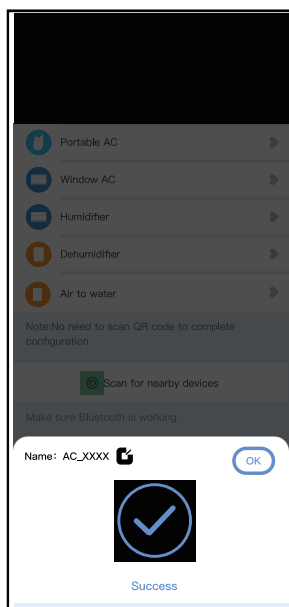 Portable AC
Window AC
Humidifier
Dehumidifier
Air to water
Note:No need to scan QR code to complete
configuration
Scan for nearby devices
Make sure Bluetooth is working.
Name: AC_XXXX
OK
Success